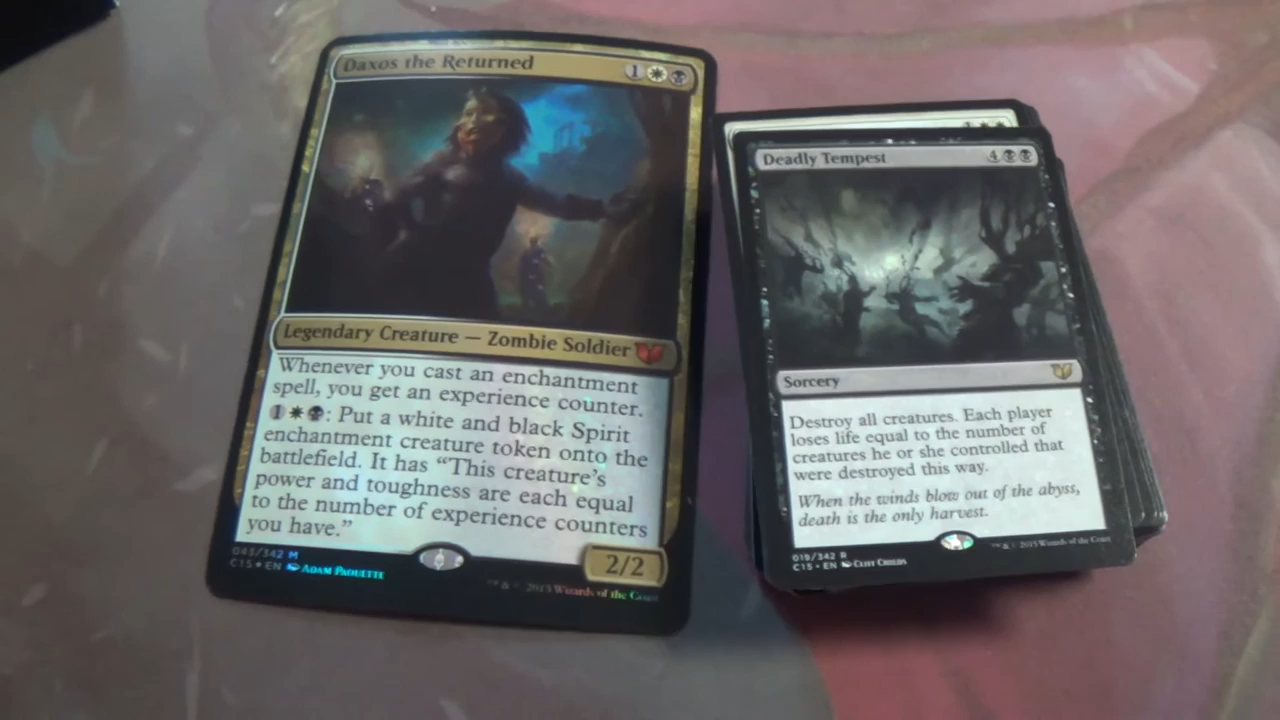 Daxos the Returned 1
Legendary Creature — Zombie Soldier
Whenever you cast an enchantment
spell, you get an experience counter.
1 : Put a white and black Spirit
enchantment creature token onto the
battlefield. It has “This creature’s
power and toughness are each equal
to the number of experience counters
you have.”
2/2
043/342 M
C15 ★ EN ADAM PAQUETTE
™ & © 2015 Wizards of the Coast
Deadly Tempest 4
Sorcery
Destroy all creatures. Each player
loses life equal to the number of
creatures he or she controlled that
were destroyed this way.
When the winds blow out of the abyss,
death is the only harvest.
019/342 R
C15 • EN CLIFF CHILDS
™ & © 2015 Wizards of the Coast